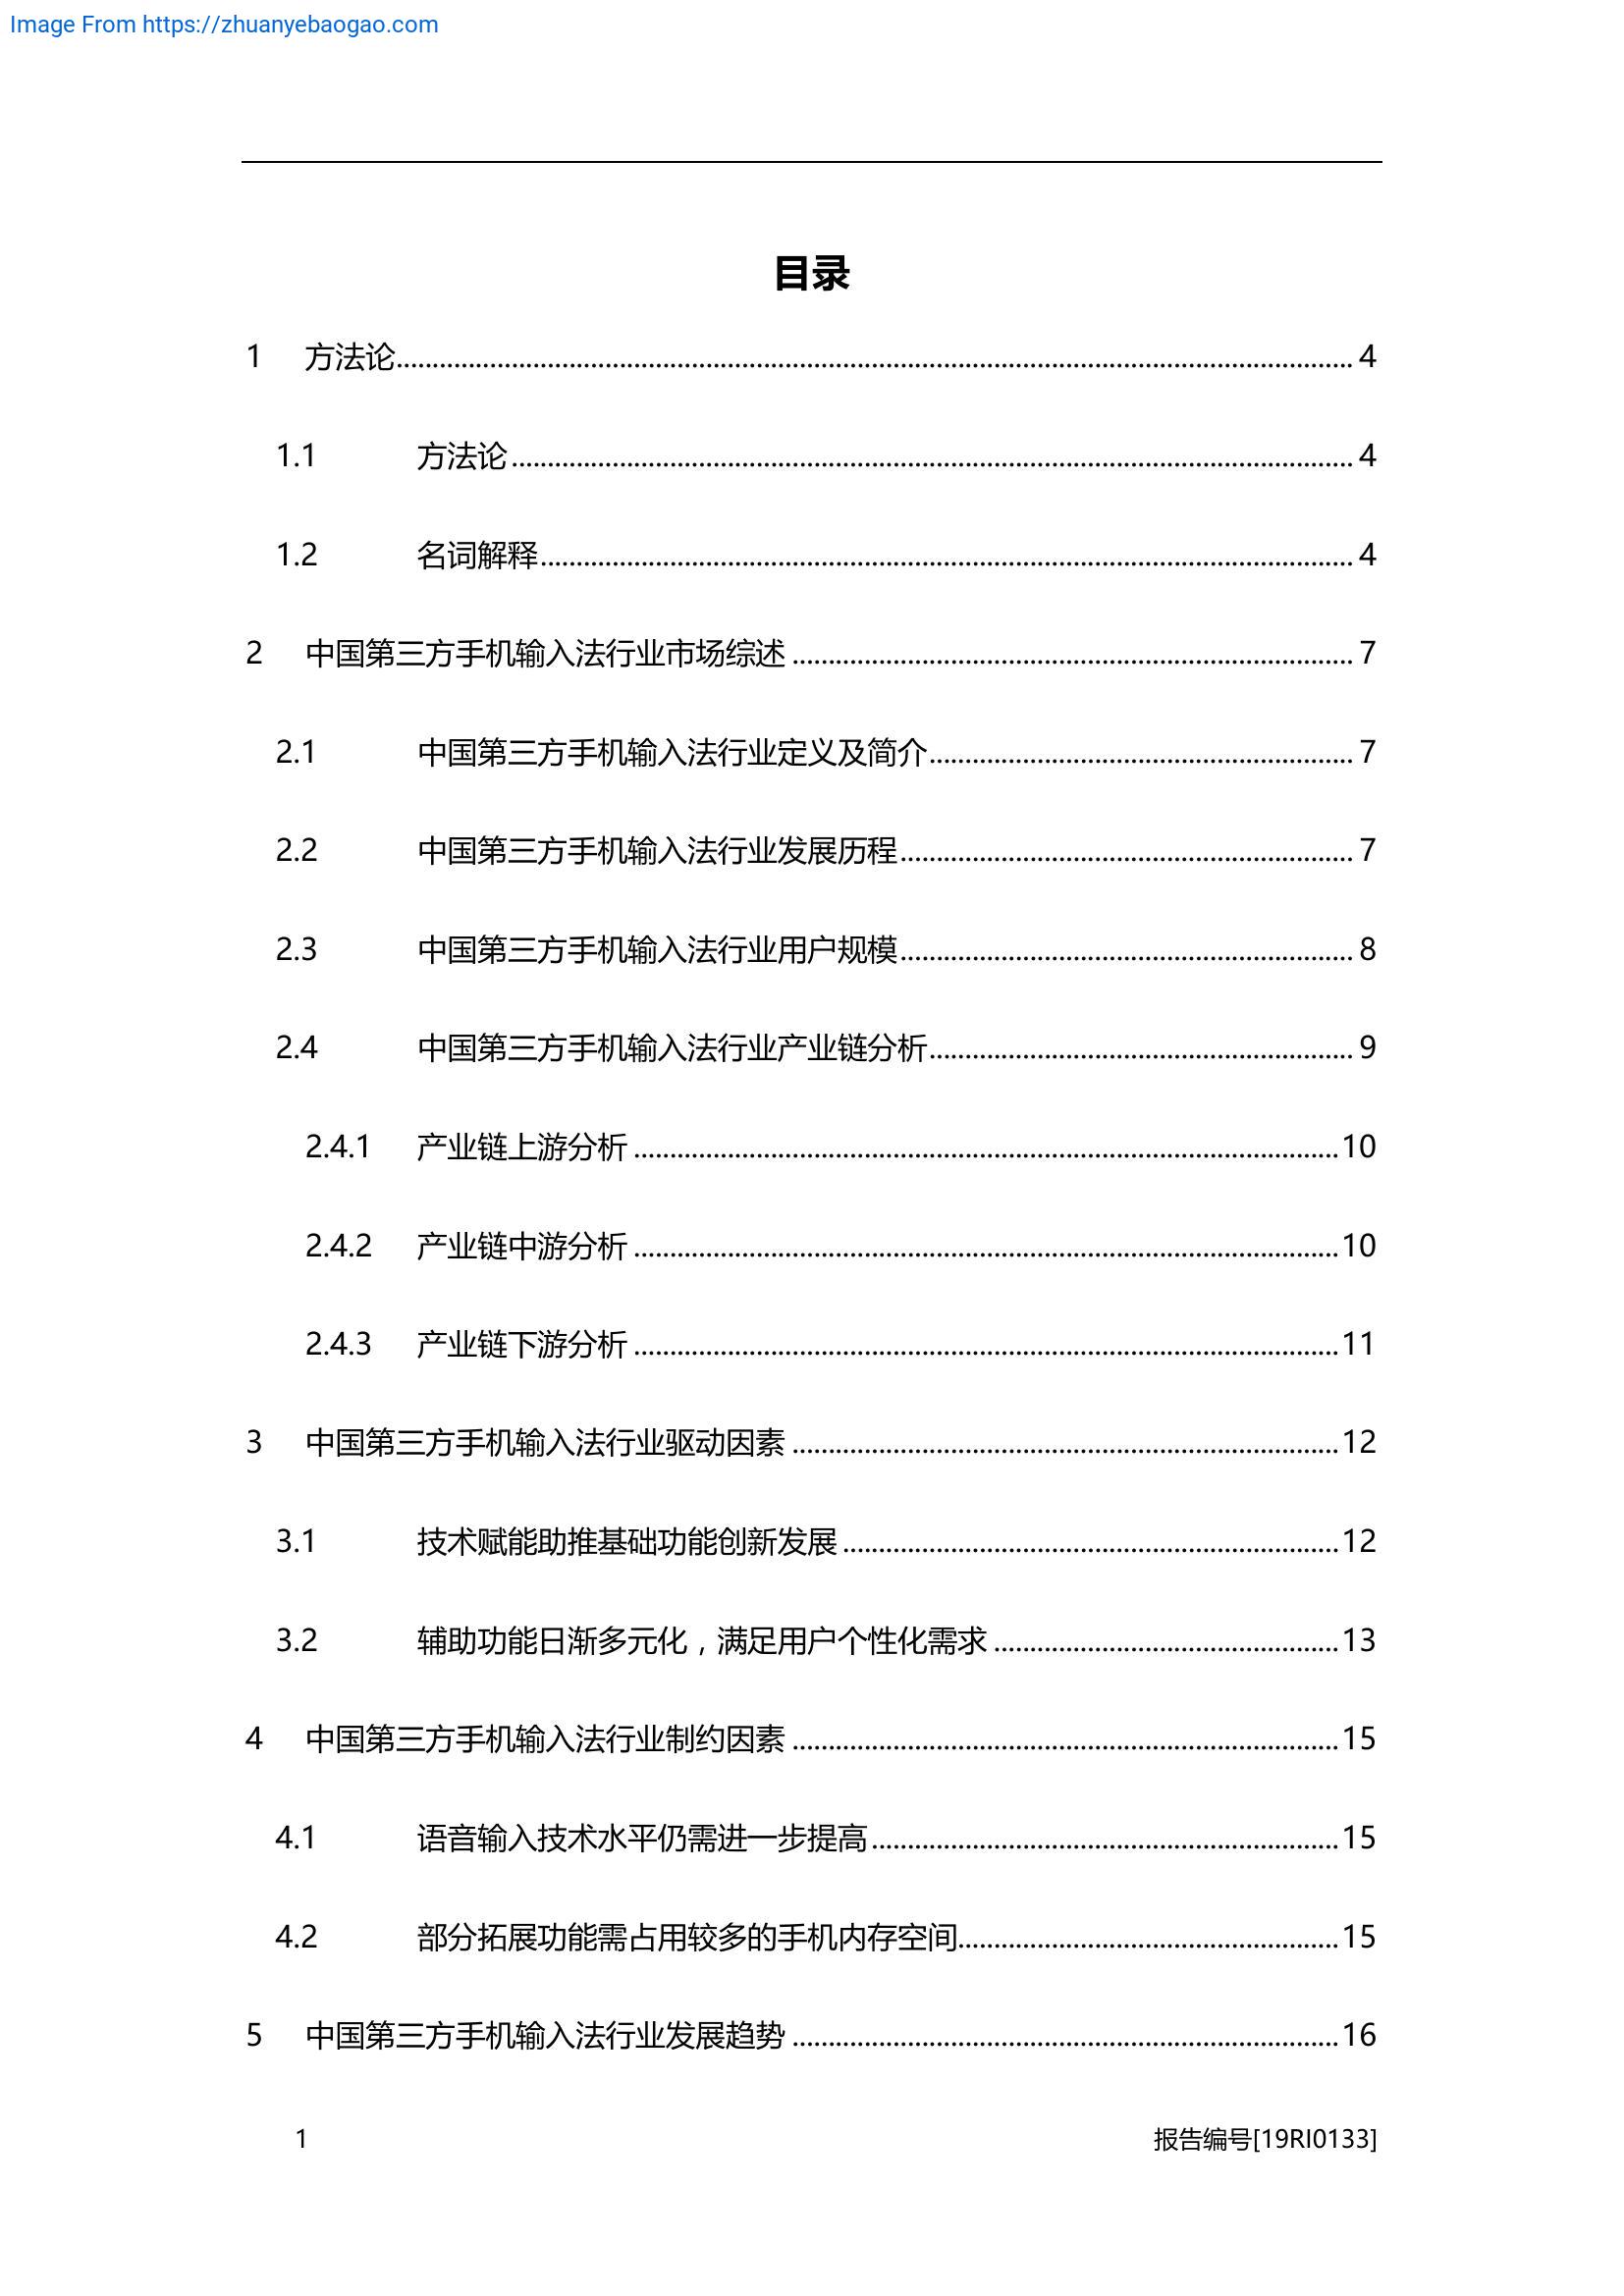 Image From https://zhuanyebaogao.com
目录
1 方法论 4
1.1 方法论 4
1.2 名词解释 4
2 中国第三方手机输入法行业市场综述 7
2.1 中国第三方手机输入法行业定义及简介 7
2.2 中国第三方手机输入法行业发展历程 7
2.3 中国第三方手机输入法行业用户规模 8
2.4 中国第三方手机输入法行业产业链分析 9
2.4.1 产业链上游分析 10
2.4.2 产业链中游分析 10
2.4.3 产业链下游分析 11
3 中国第三方手机输入法行业驱动因素 12
3.1 技术赋能助推基础功能创新发展 12
3.2 辅助功能日渐多元化，满足用户个性化需求 13
4 中国第三方手机输入法行业制约因素 15
4.1 语音输入技术水平仍需进一步提高 15
4.2 部分拓展功能需占用较多的手机内存空间 15
5 中国第三方手机输入法行业发展趋势 16
1 报告编号[19RI0133]